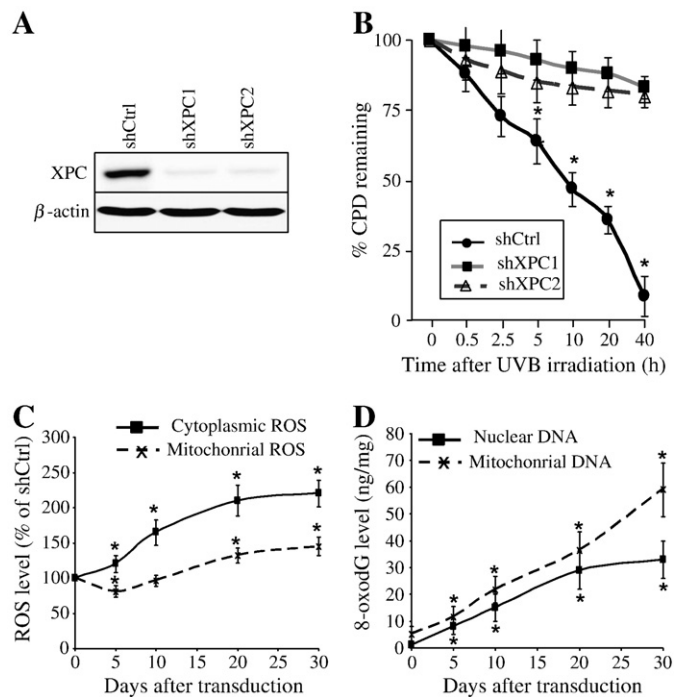 A
shCtrl
shXPC1
shXPC2
XPC
β-actin
B
% CPD remaining
100
75
50
25
0
*
*
*
*
shCtrl
shXPC1
shXPC2
0 0.5 2.5 5 10 20 40
Time after UVB irradiation (h)
C
Cytoplasmic ROS
Mitochonrial ROS
ROS level (% of shCtrl)
300
250
200
150
100
50
0
*
*
*
*
*
*
*
0 5 10 15 20 25 30
Days after transduction
D
Nuclear DNA
Mitochonrial DNA
8-oxodG level (ng/mg)
80
70
60
50
40
30
20
10
0
*
*
*
*
*
*
*
*
0 5 10 15 20 25 30
Days after transduction